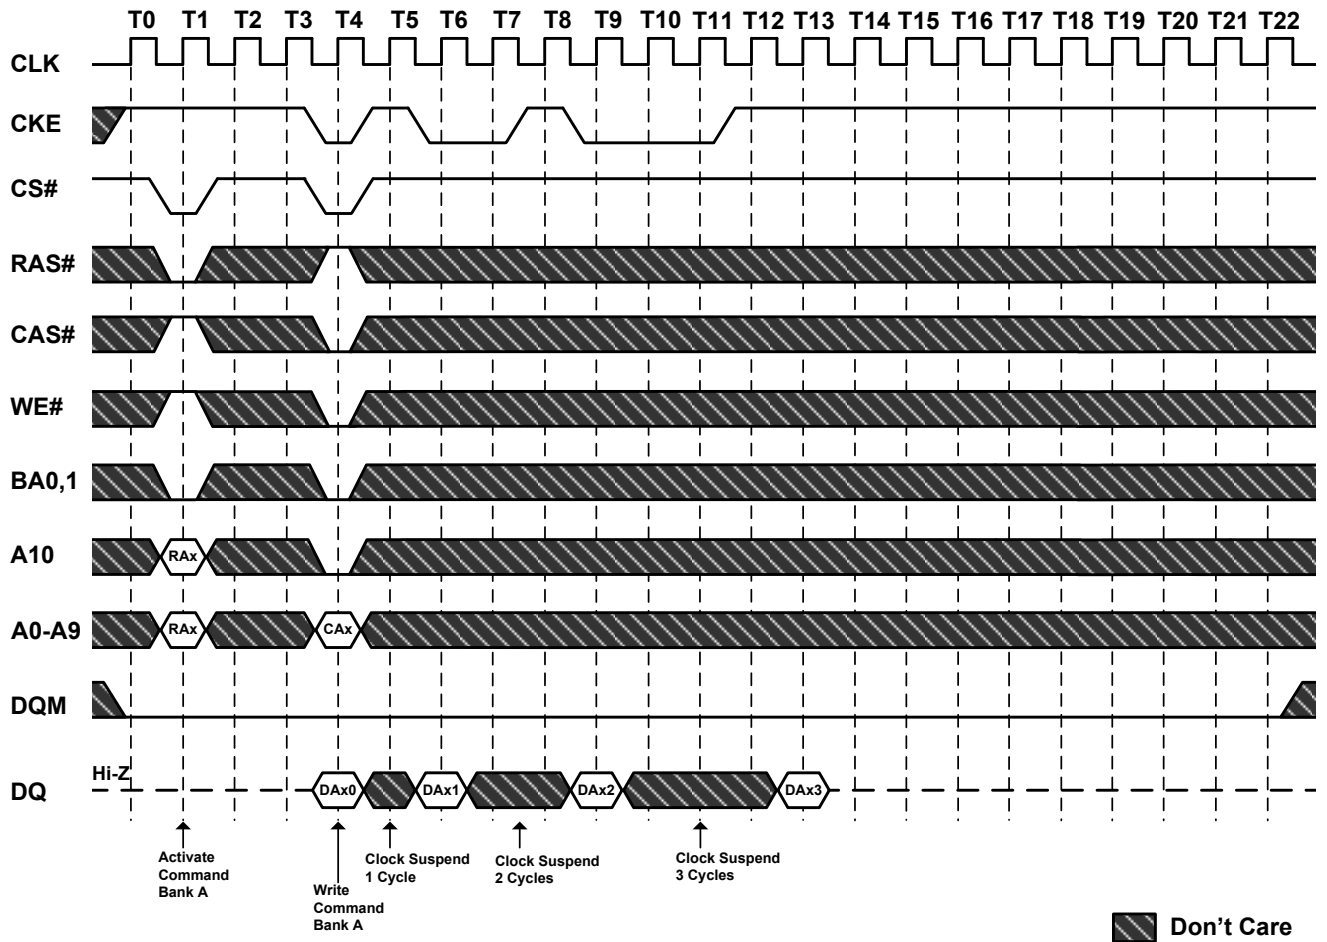 T0 T1 T2 T3 T4 T5 T6 T7 T8 T9 T10 T11 T12 T13 T14 T15 T16 T17 T18 T19 T20 T21 T22
CLK
CKE
CS#
RAS#
CAS#
WE#
BA0,1
A10 RAx
A0-A9 RAx CAx
DQM
Hi-Z
DQ DAx0 DAx1 DAx2 DAx3
Activate
Command
Bank A
Write
Command
Bank A
Clock Suspend
1 Cycle
Clock Suspend
2 Cycles
Clock Suspend
3 Cycles
Don't Care